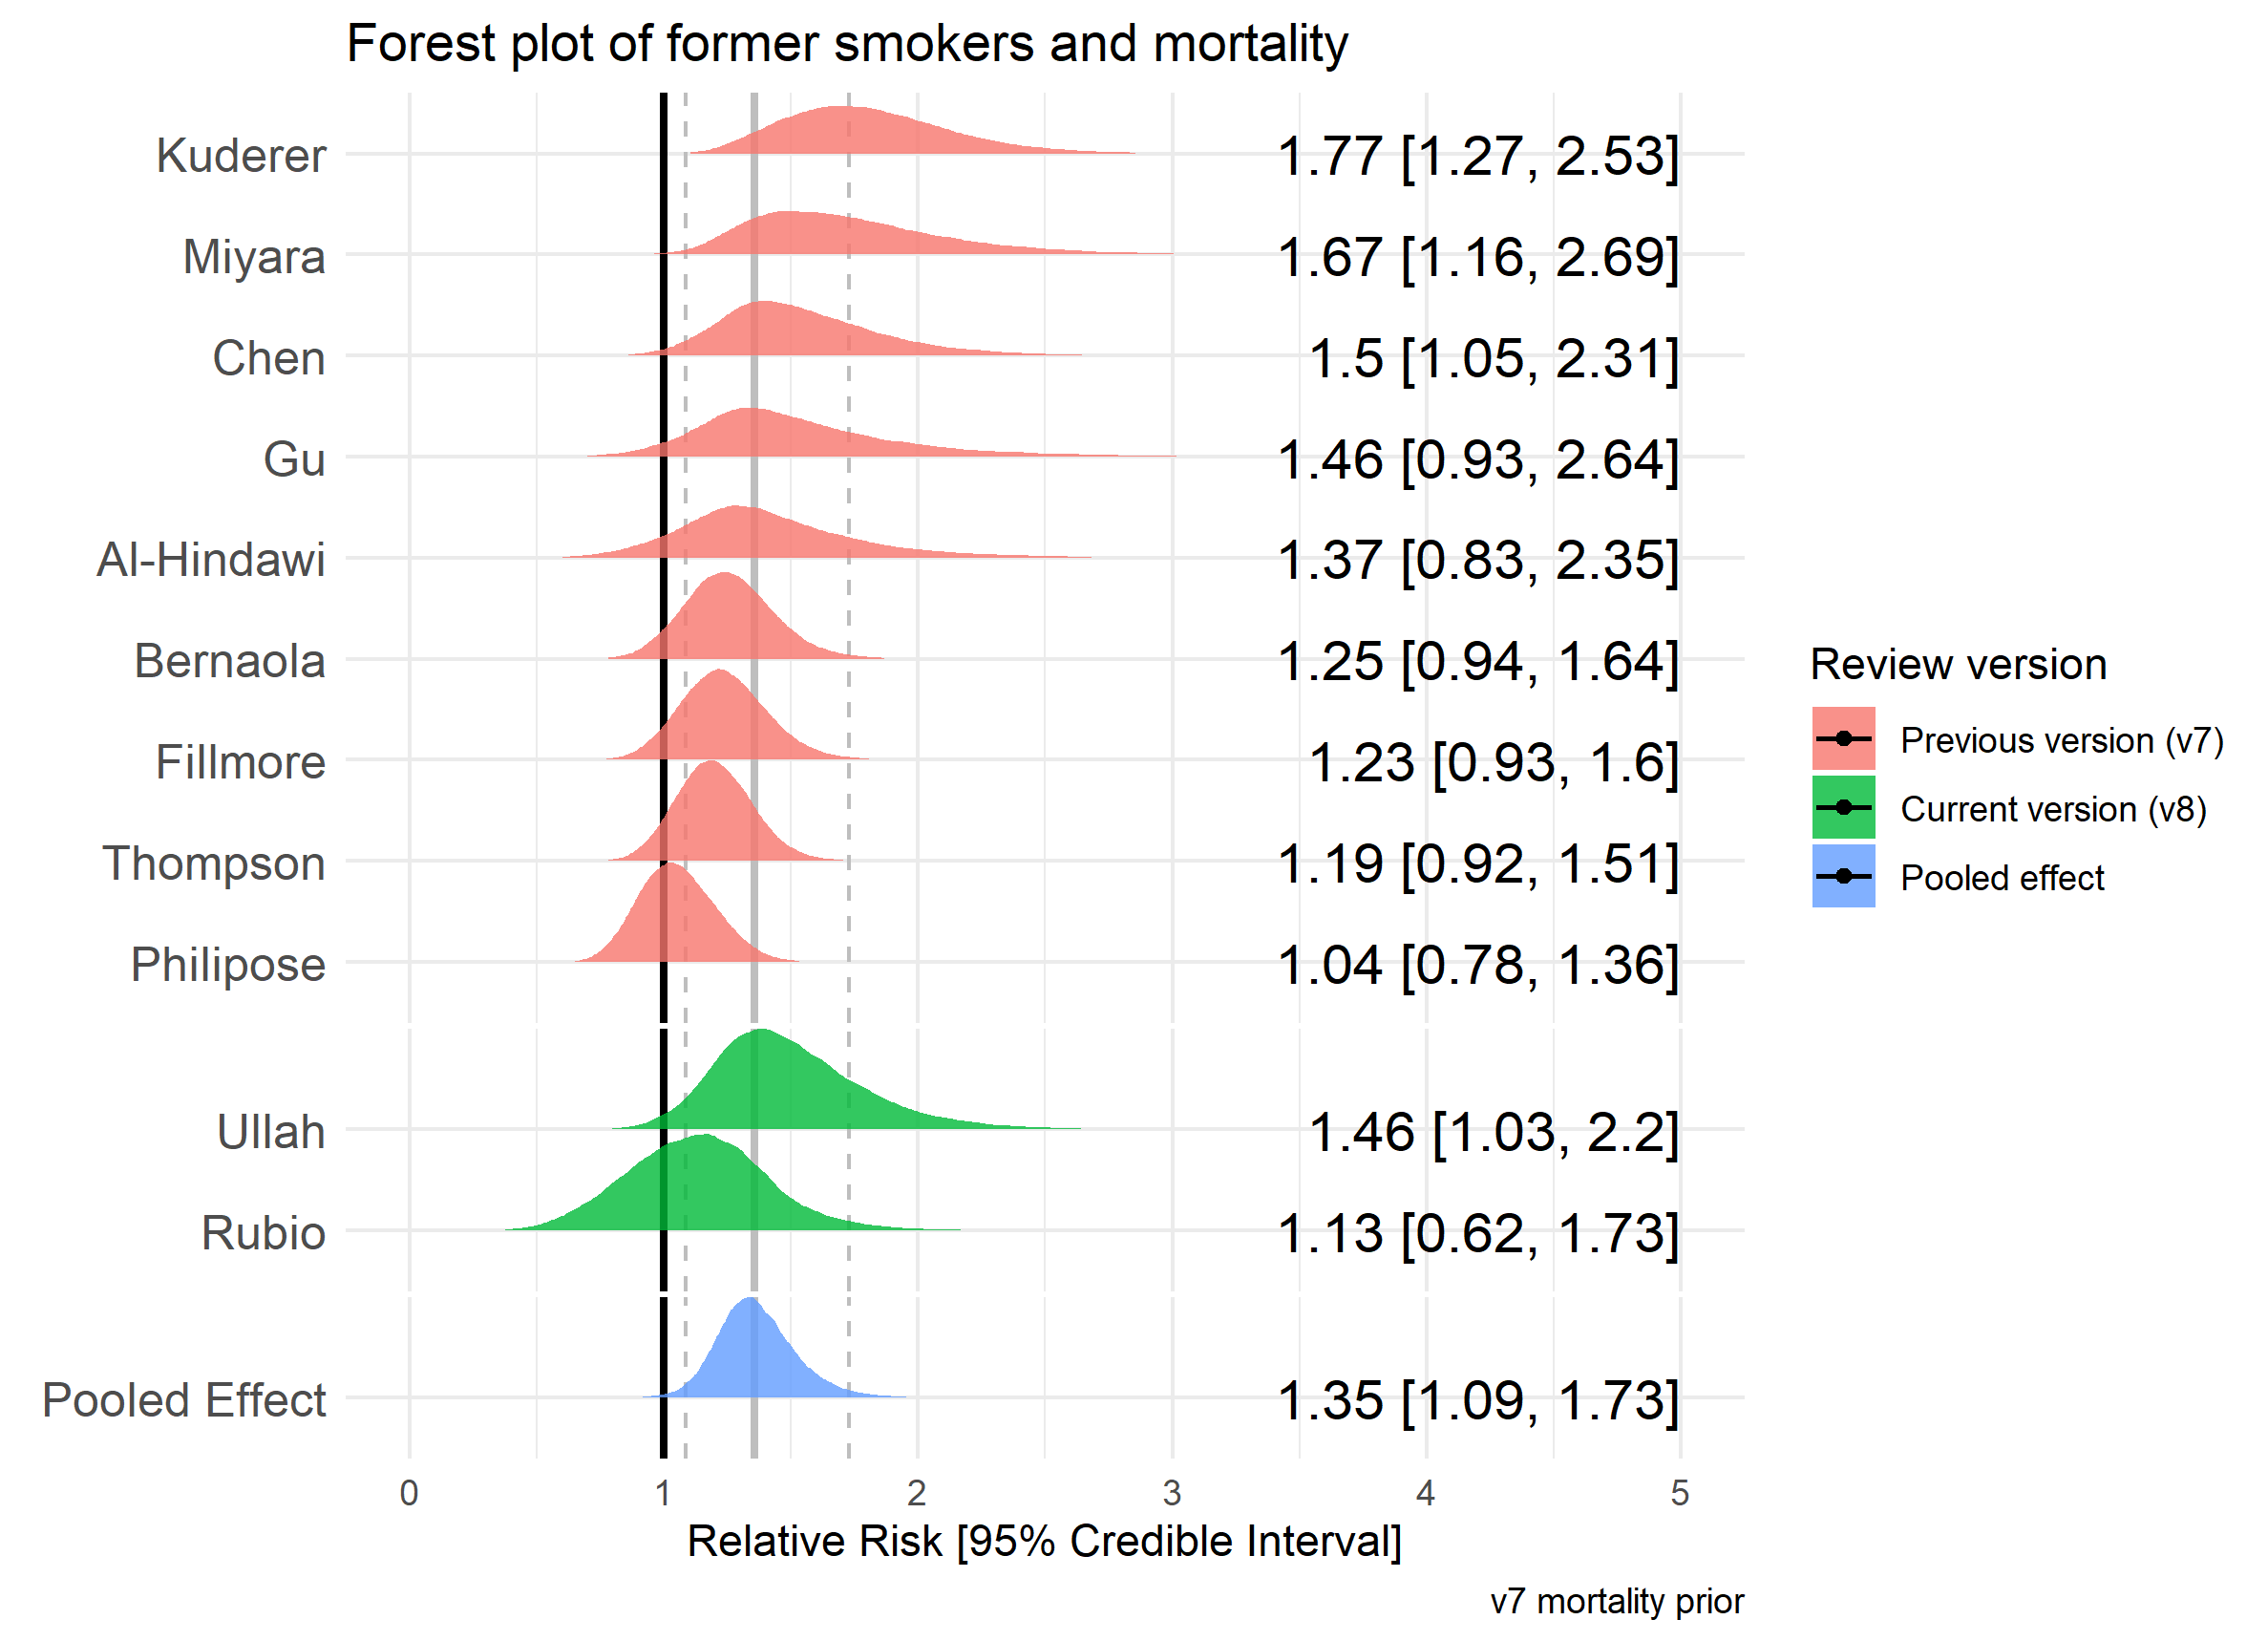 Forest plot of former smokers and mortality
Kuderer 1.77 [1.27, 2.53]
Miyara 1.67 [1.16, 2.69]
Chen 1.5 [1.05, 2.31]
Gu 1.46 [0.93, 2.64]
Al-Hindawi 1.37 [0.83, 2.35]
Bernaola 1.25 [0.94, 1.64]
Fillmore 1.23 [0.93, 1.6]
Thompson 1.19 [0.92, 1.51]
Philipose 1.04 [0.78, 1.36]
Ullah 1.46 [1.03, 2.2]
Rubio 1.13 [0.62, 1.73]
Pooled Effect 1.35 [1.09, 1.73]
0 1 2 3 4 5
Relative Risk [95% Credible Interval]
v7 mortality prior
Review version
Previous version (v7)
Current version (v8)
Pooled effect